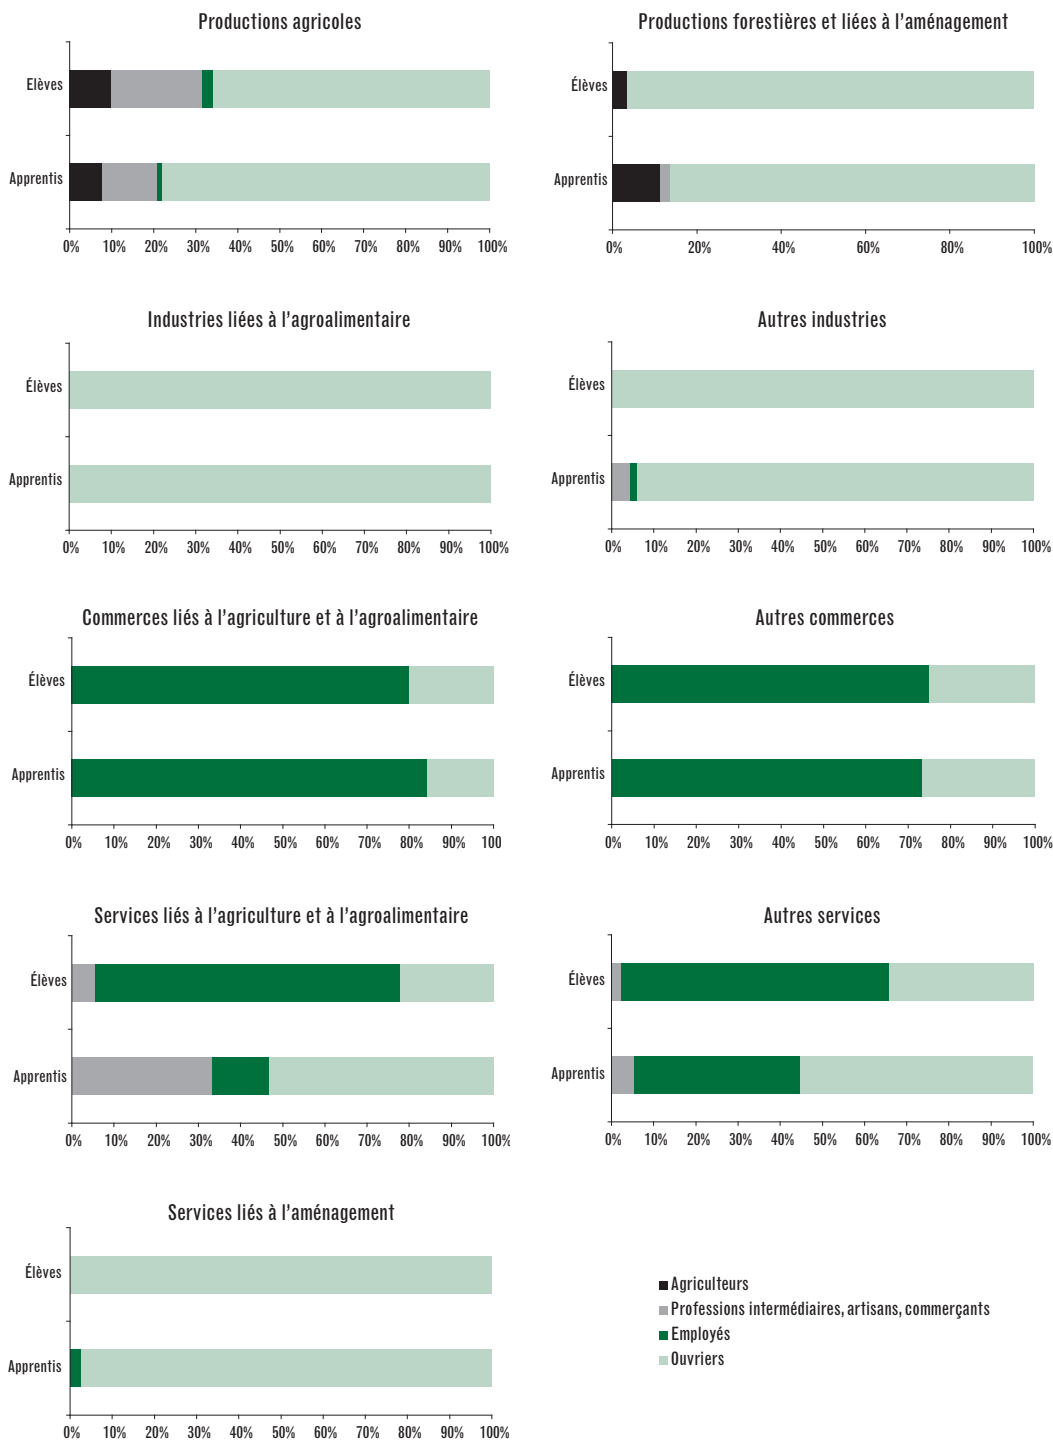 Productions agricoles
Elèves
Apprentis
0% 10% 20% 30% 40% 50% 60% 70% 80% 90% 100%
Productions forestières et liées à l'aménagement
Élèves
Apprentis
0% 20% 40% 60% 80% 100%
Industries liées à l'agroalimentaire
Élèves
Apprentis
0% 10% 20% 30% 40% 50% 60% 70% 80% 90% 100%
Autres industries
Élèves
Apprentis
0% 10% 20% 30% 40% 50% 60% 70% 80% 90% 100%
Commerces liés à l'agriculture et à l'agroalimentaire
Élèves
Apprentis
0% 10% 20% 30% 40% 50% 60% 70% 80% 90% 100
Autres commerces
Élèves
Apprentis
0% 10% 20% 30% 40% 50% 60% 70% 80% 90% 100%
Services liés à l'agriculture et à l'agroalimentaire
Élèves
Apprentis
0% 10% 20% 30% 40% 50% 60% 70% 80% 90% 100%
Autres services
Élèves
Apprentis
0% 10% 20% 30% 40% 50% 60% 70% 80% 90% 100%
Services liés à l'aménagement
Élèves
Apprentis
0% 10% 20% 30% 40% 50% 60% 70% 80% 90% 100%
Agriculteurs
Professions intermédiaires, artisans, commerçants
Employés
Ouvriers